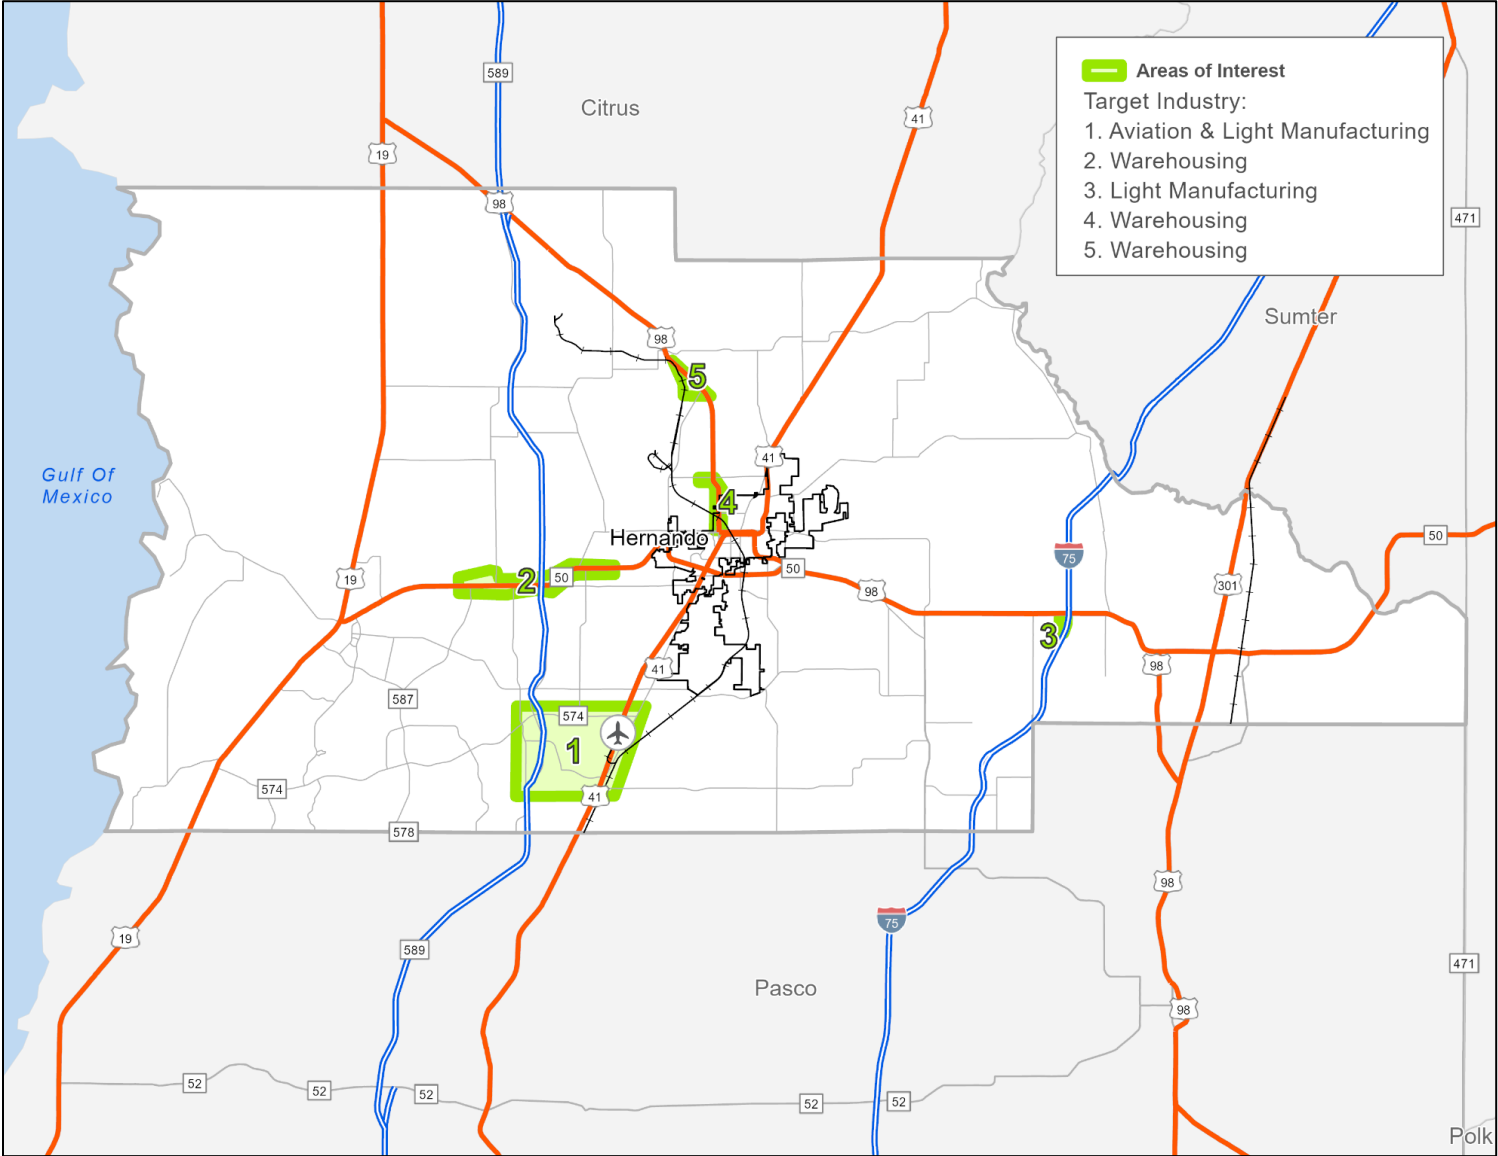 589
Citrus
41
19
98
Areas of Interest
Target Industry:
1. Aviation & Light Manufacturing
2. Warehousing
3. Light Manufacturing
4. Warehousing
5. Warehousing
471
Sumter
98
5
41
Gulf Of
Mexico
4
Hernando
50
75
19
2
50
50
98
301
3
98
41
587
574
1
574
41
578
98
75
19
589
471
Pasco
98
52
52
52
52
52
Polk